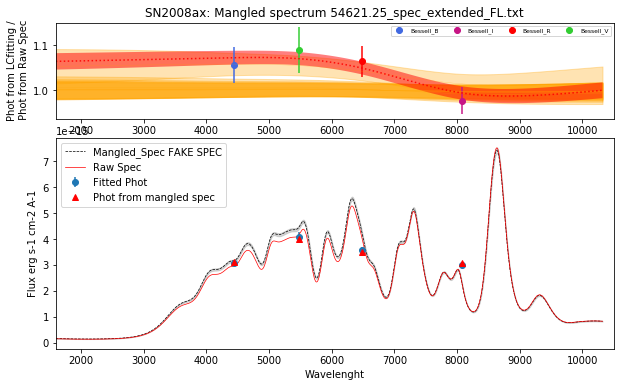 SN2008ax: Mangled spectrum 54621.25_spec_extended_FL.txt
Phot from LCfitting /
Phot from Raw Spec
1.1
1.0
Bessell_B
Bessell_I
Bessell_R
Bessell_V
2000 3000 4000 5000 6000 7000 8000 9000 10000
Mangled_Spec FAKE SPEC
Raw Spec
Fitted Phot
Phot from mangled spec
Flux erg s-1 cm-2 A-1
7
6
5
4
3
2
1
0
2000 3000 4000 5000 6000 7000 8000 9000 10000
Wavelenght